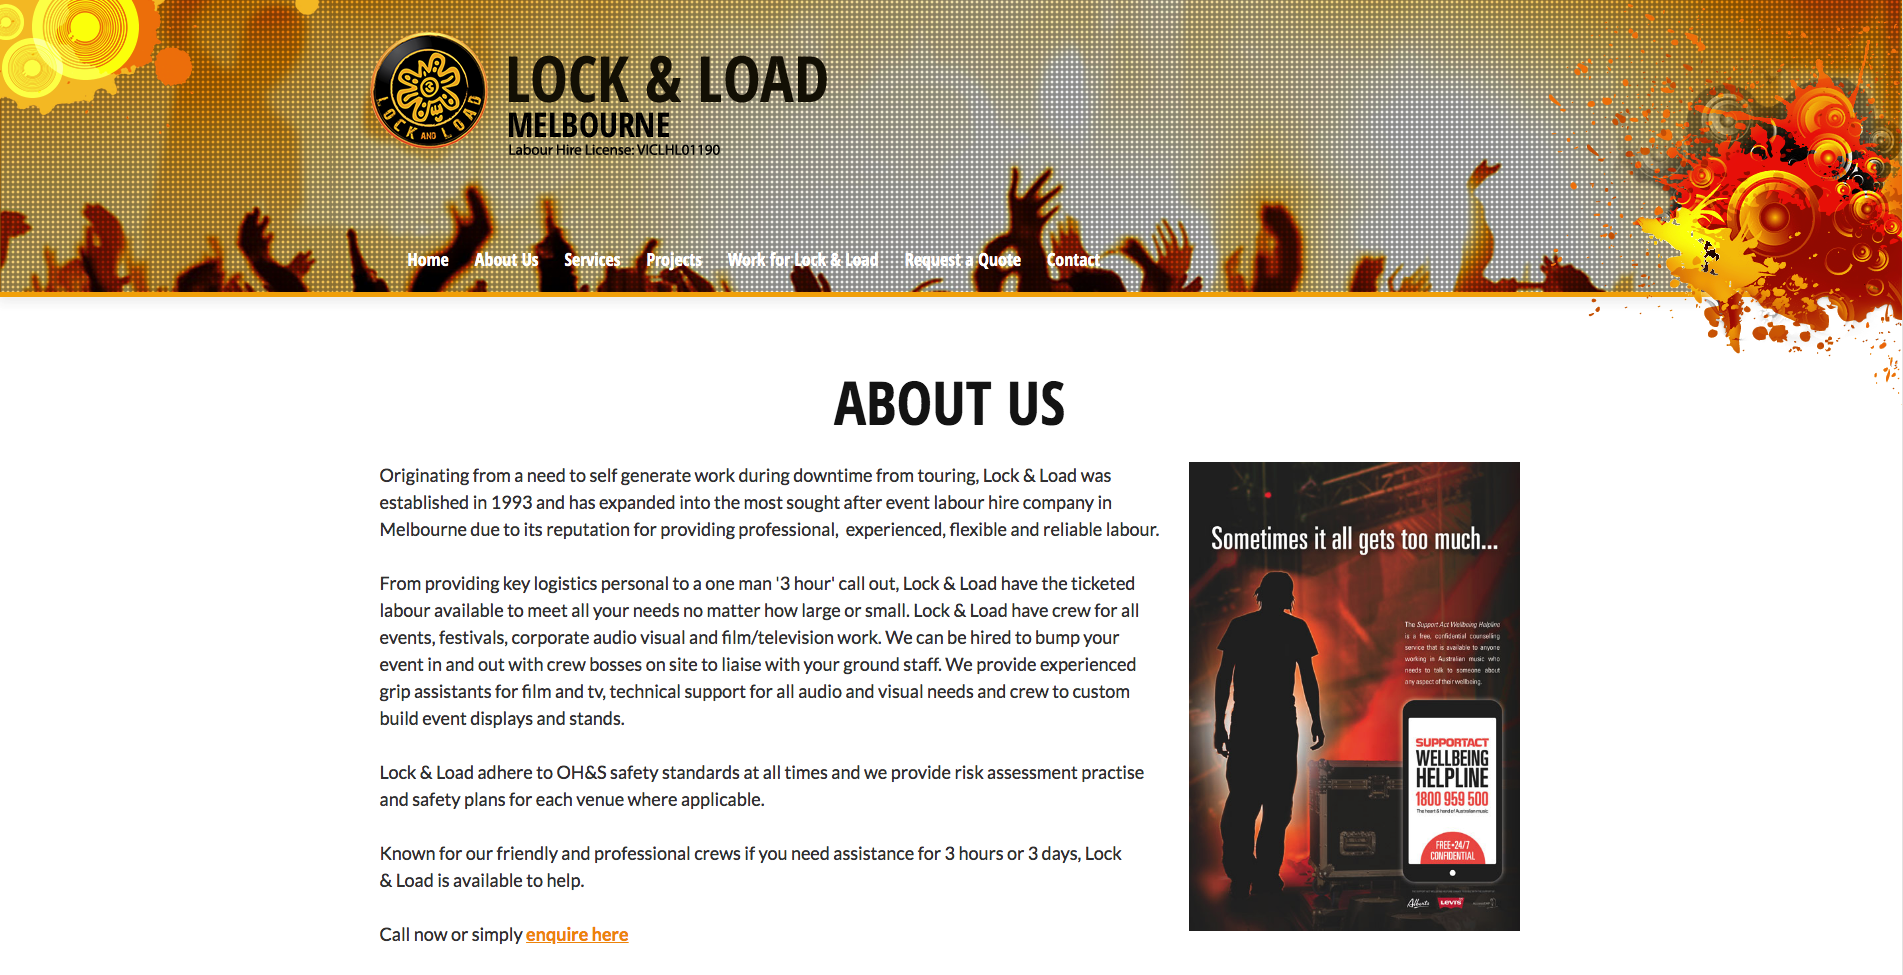 LOCK AND LOAD
3
LOCK & LOAD
MELBOURNE
Labour Hire License: VICLHL01190
Home About Us Services Projects Work for Lock & Load Request a Quote Contact
ABOUT US
Originating from a need to self generate work during downtime from touring, Lock & Load was
established in 1993 and has expanded into the most sought after event labour hire company in
Melbourne due to its reputation for providing professional,  experienced, flexible and reliable labour.
From providing key logistics personal to a one man '3 hour' call out, Lock & Load have the ticketed
labour available to meet all your needs no matter how large or small. Lock & Load have crew for all
events, festivals, corporate audio visual and film/television work. We can be hired to bump your
event in and out with crew bosses on site to liaise with your ground staff. We provide experienced
grip assistants for film and tv, technical support for all audio and visual needs and crew to custom
build event displays and stands.
Lock & Load adhere to OH&S safety standards at all times and we provide risk assessment practise
and safety plans for each venue where applicable.
Known for our friendly and professional crews if you need assistance for 3 hours or 3 days, Lock
& Load is available to help.
Call now or simply enquire here
Sometimes it all gets too much...
The Support Act Wellbeing Helpline
is a free, confidential counselling
service that is available to anyone
working in Australian music who
needs to talk to someone about
any aspect of their wellbeing.
SUPPORTACT
WELLBEING
HELPLINE
1800 959 500
The heart & hand of Australian music
FREE•24/7
CONFIDENTIAL
Alberts
LEVI'S